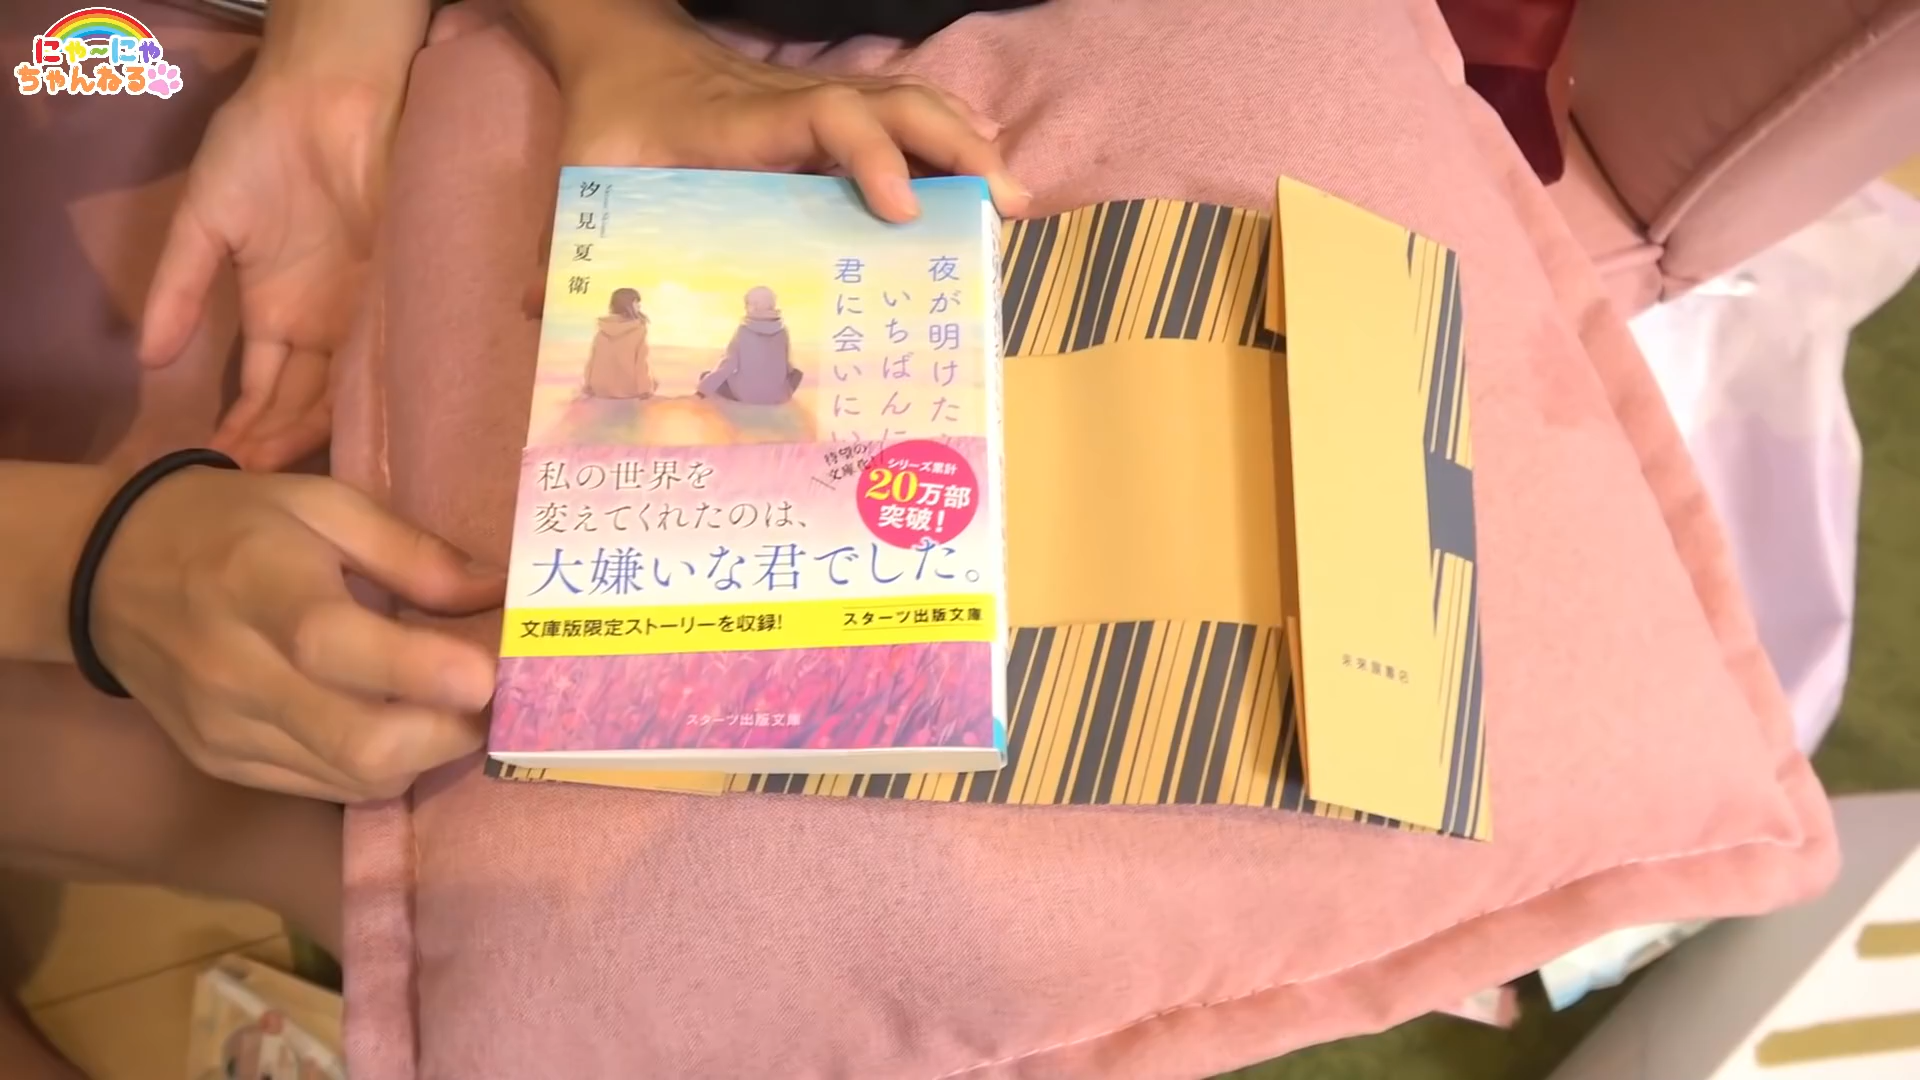 にゃ～にゃ
ちゃんねる
汐見夏衛
夜が明けた
いちばんに
君に会いにい
私の世界を
変えてくれたのは、
大嫌いな君でした。
待望の
文庫化!
シリーズ累計
20万部
突破!
文庫版限定ストーリーを収録!
スターツ出版文庫
スターツ出版文庫
未来屋書店